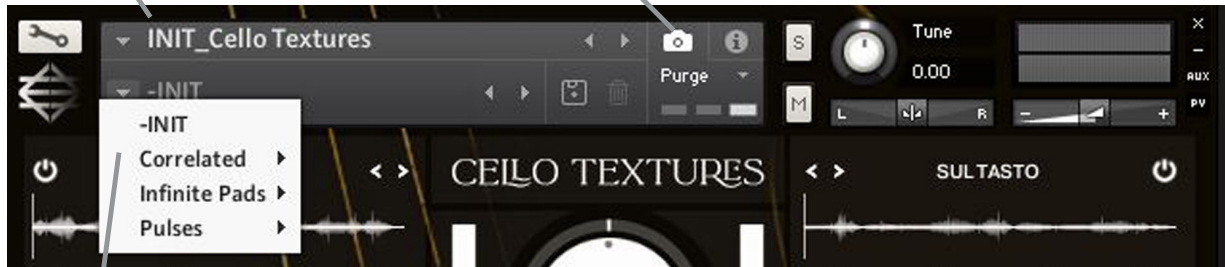 INIT_Cello Textures
-INIT
Purge
S
M
Tune
0.00
L R
- +
x
-
AUX
PV
-INIT
Correlated
Infinite Pads
Pulses
CELLO TEXTURES
SUL TASTO